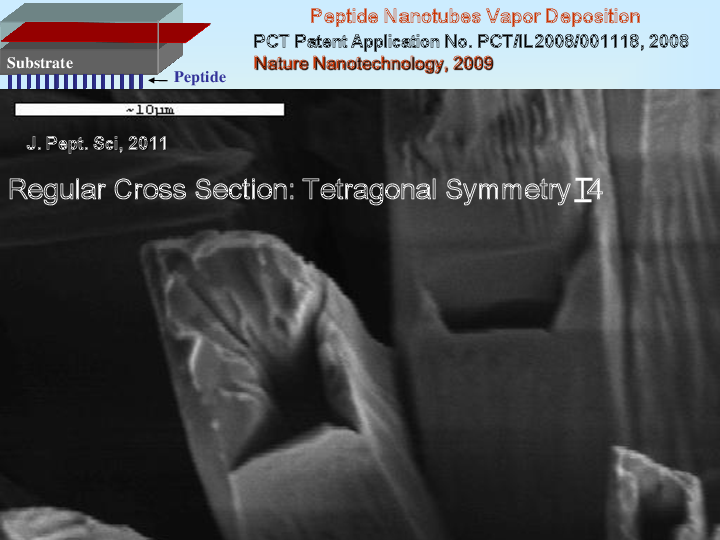 Peptide Nanotubes Vapor Deposition
PCT Patent Application No. PCT/IL2008/001118, 2008
Nature Nanotechnology, 2009
Substrate
Peptide
~10µm
J. Pept. Sci, 2011
Regular Cross Section: Tetragonal Symmetry I4